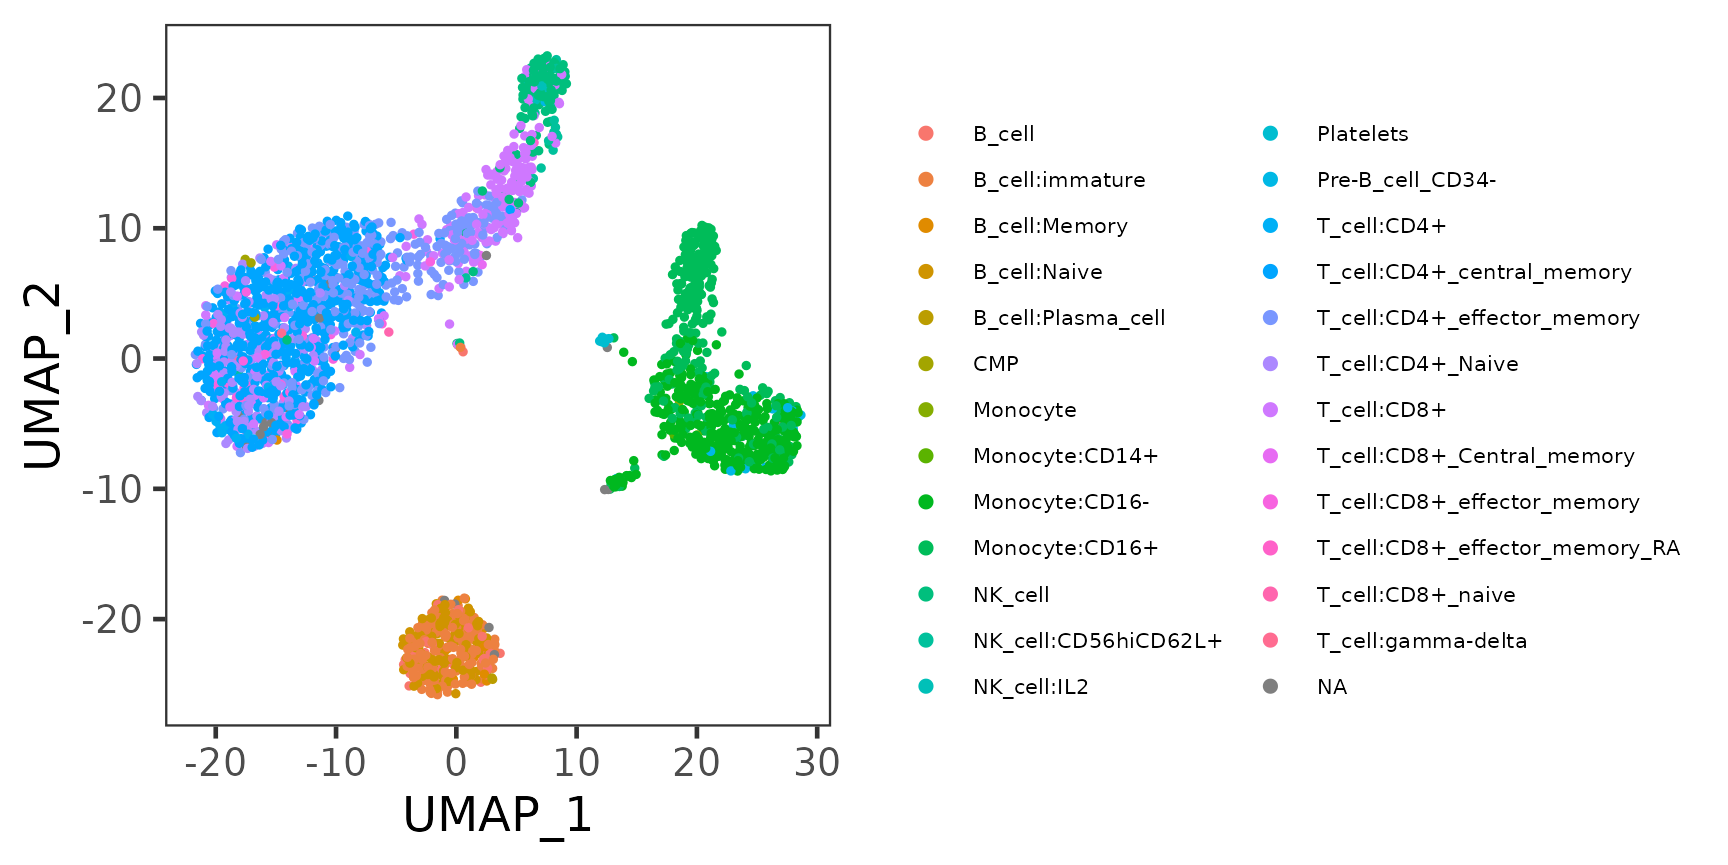 UMAP_2
20
10
0
-10
-20
-20 -10 0 10 20 30
UMAP_1
B_cell
B_cell:immature
B_cell:Memory
B_cell:Naive
B_cell:Plasma_cell
CMP
Monocyte
Monocyte:CD14+
Monocyte:CD16-
Monocyte:CD16+
NK_cell
NK_cell:CD56hiCD62L+
NK_cell:IL2
Platelets
Pre-B_cell_CD34-
T_cell:CD4+
T_cell:CD4+_central_memory
T_cell:CD4+_effector_memory
T_cell:CD4+_Naive
T_cell:CD8+
T_cell:CD8+_Central_memory
T_cell:CD8+_effector_memory
T_cell:CD8+_effector_memory_RA
T_cell:CD8+_naive
T_cell:gamma-delta
NA